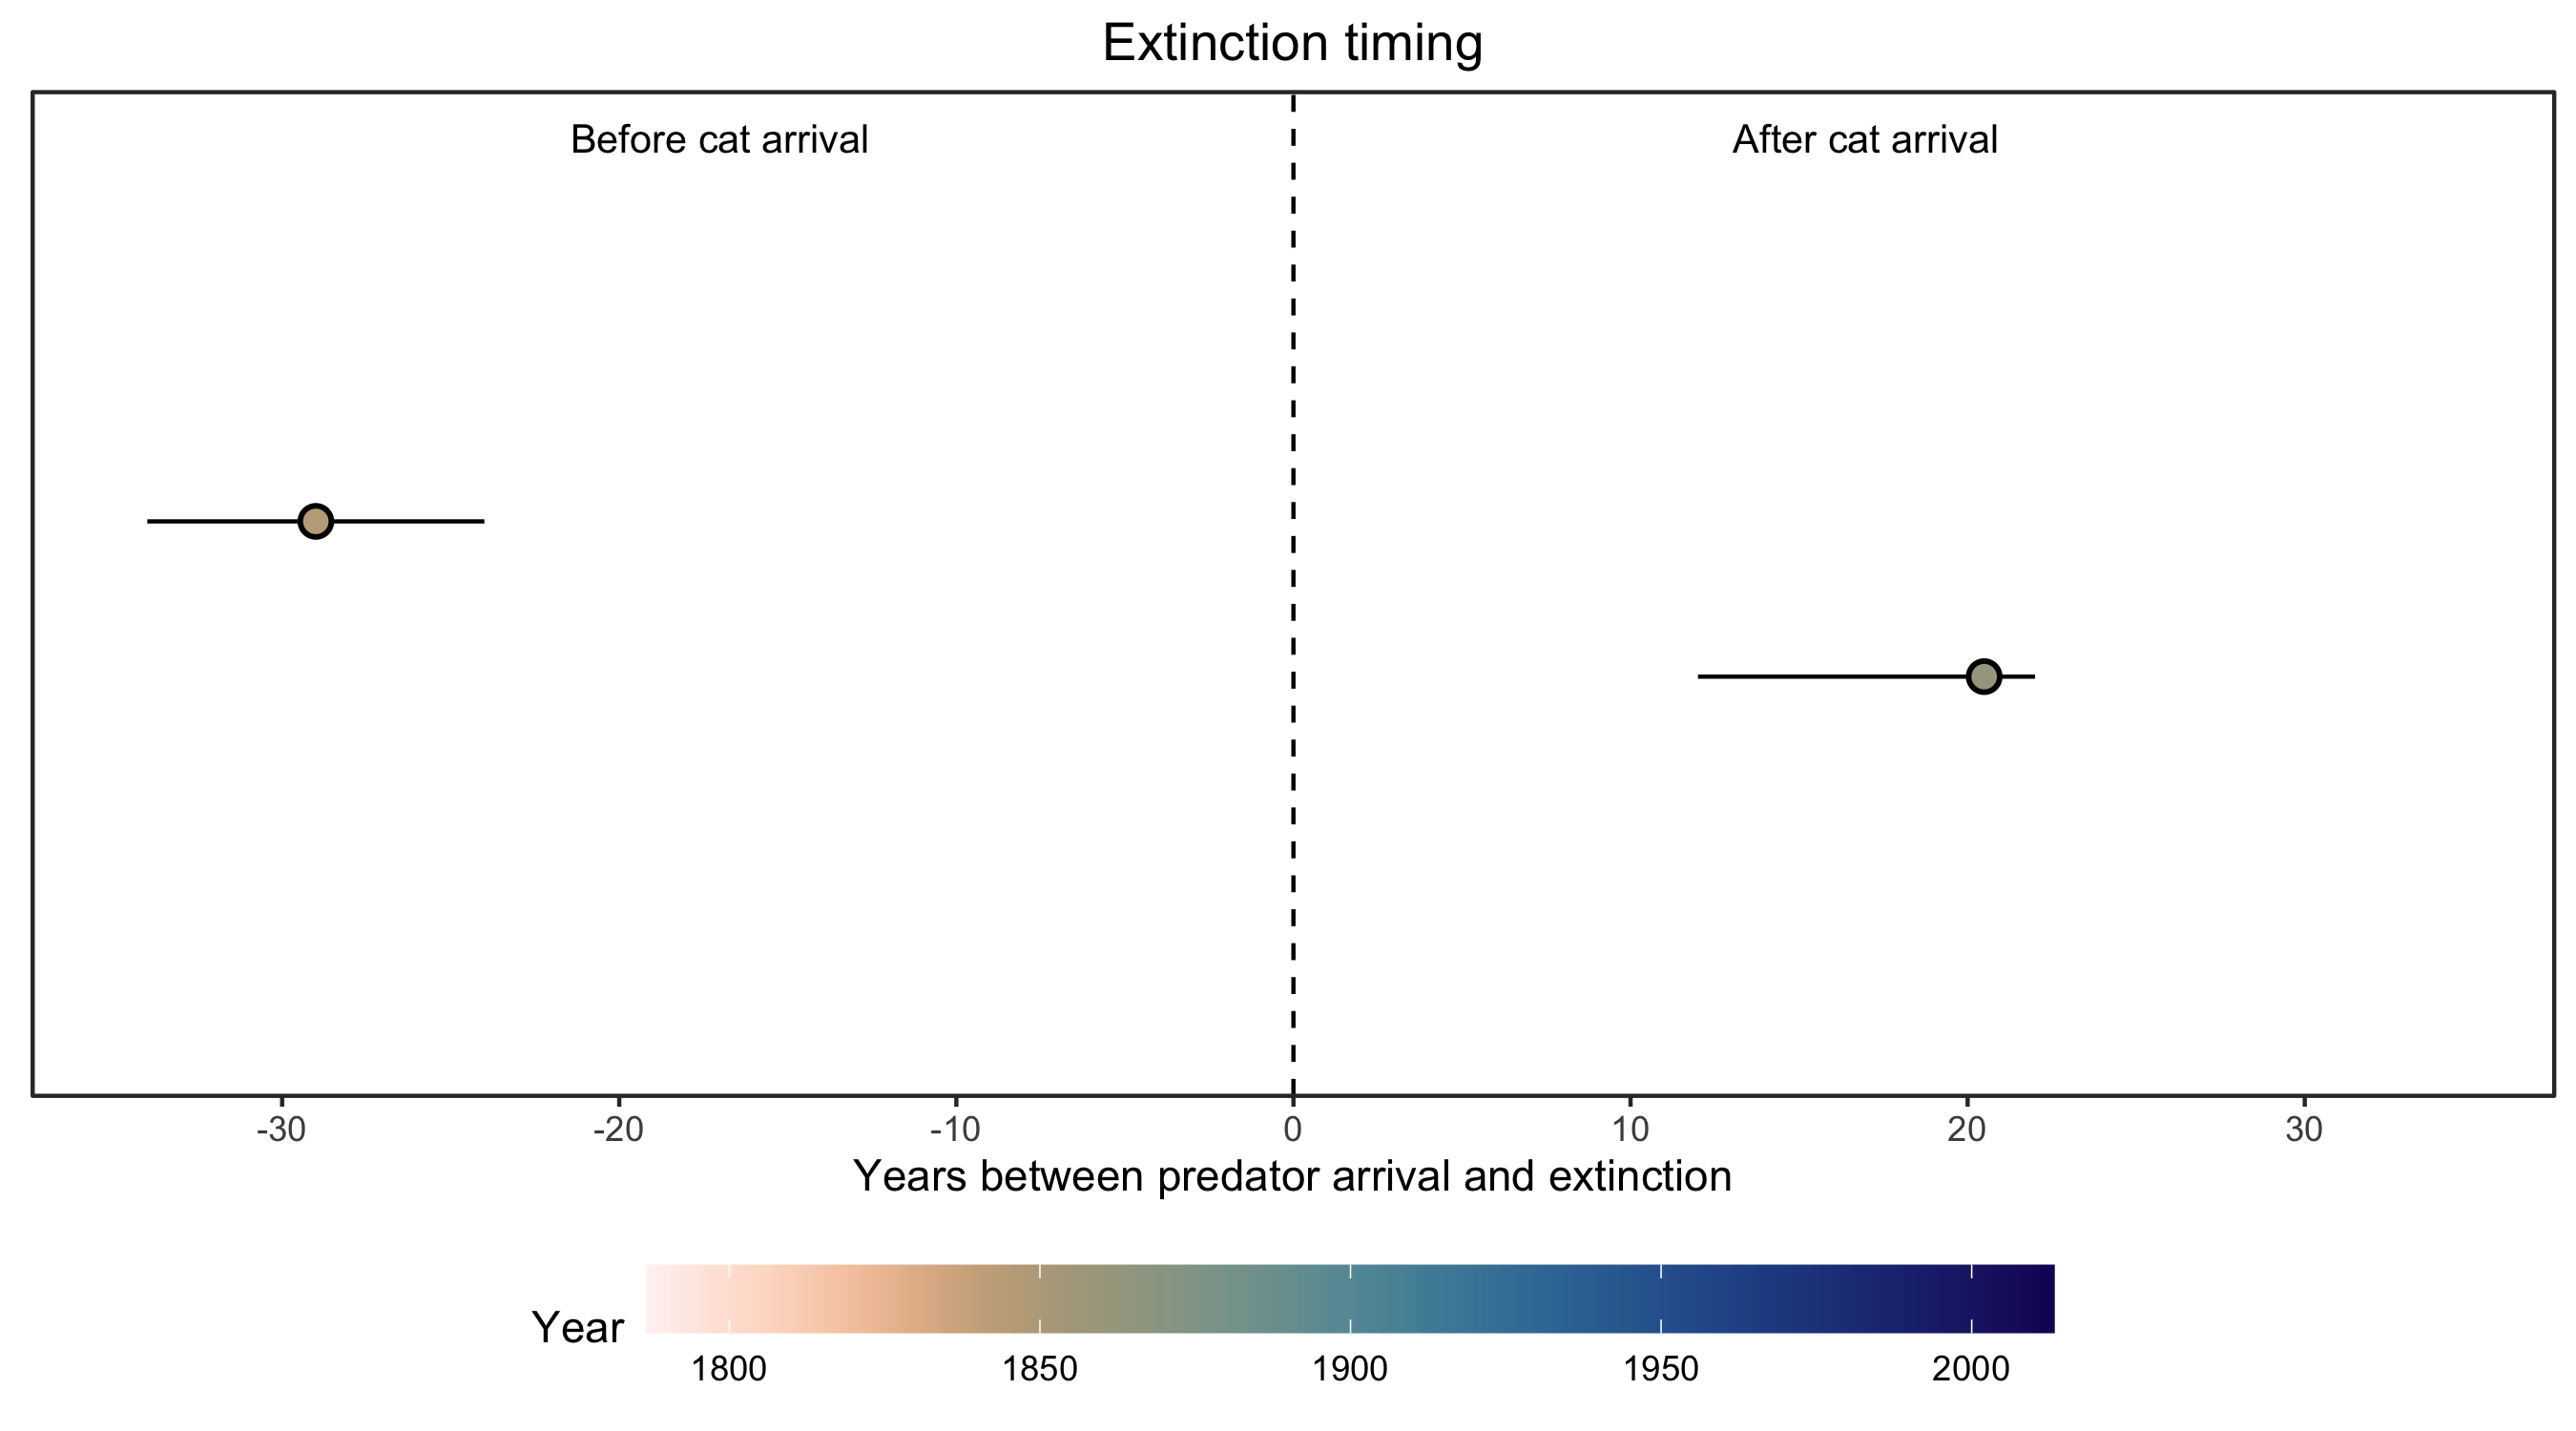 Extinction timing
Before cat arrival
After cat arrival
-30 -20 -10 0 10 20 30
Years between predator arrival and extinction
Year
1800 1850 1900 1950 2000